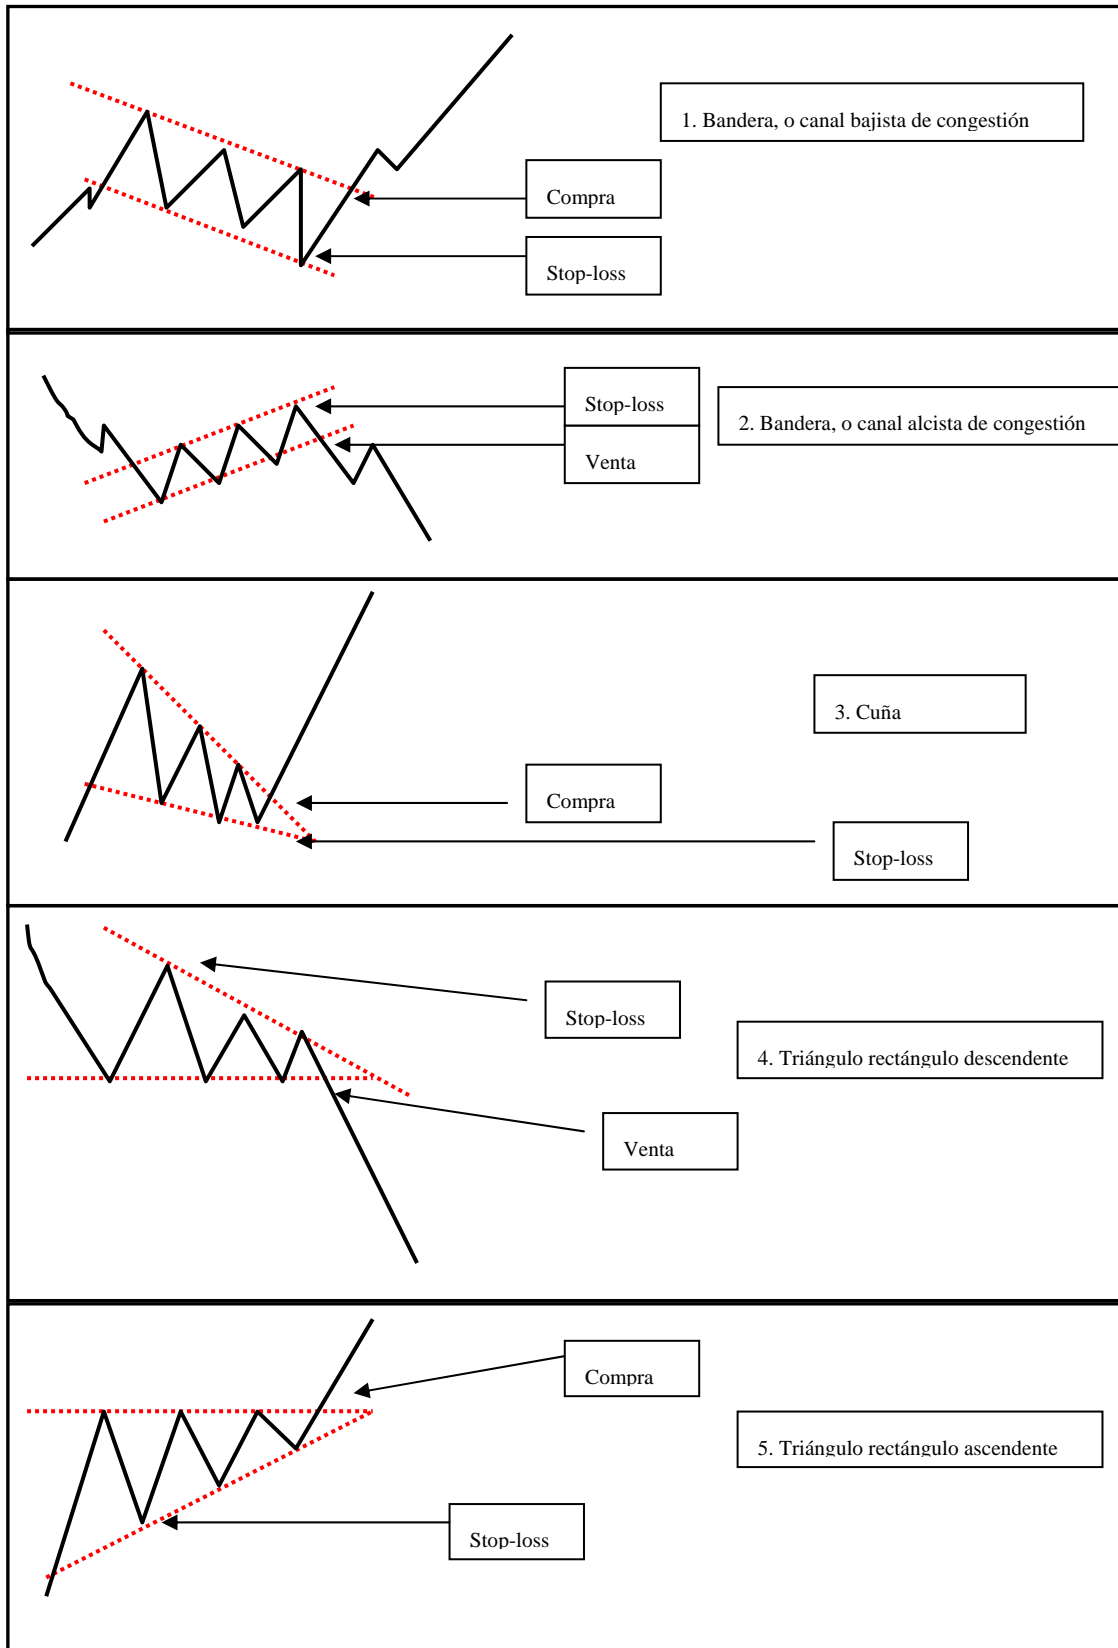 1. Bandera, o canal bajista de congestión
Compra
Stop-loss
Stop-loss
2. Bandera, o canal alcista de congestión
Venta
3. Cuña
Compra
Stop-loss
Stop-loss
4. Triángulo rectángulo descendente
Venta
Compra
5. Triángulo rectángulo ascendente
Stop-loss